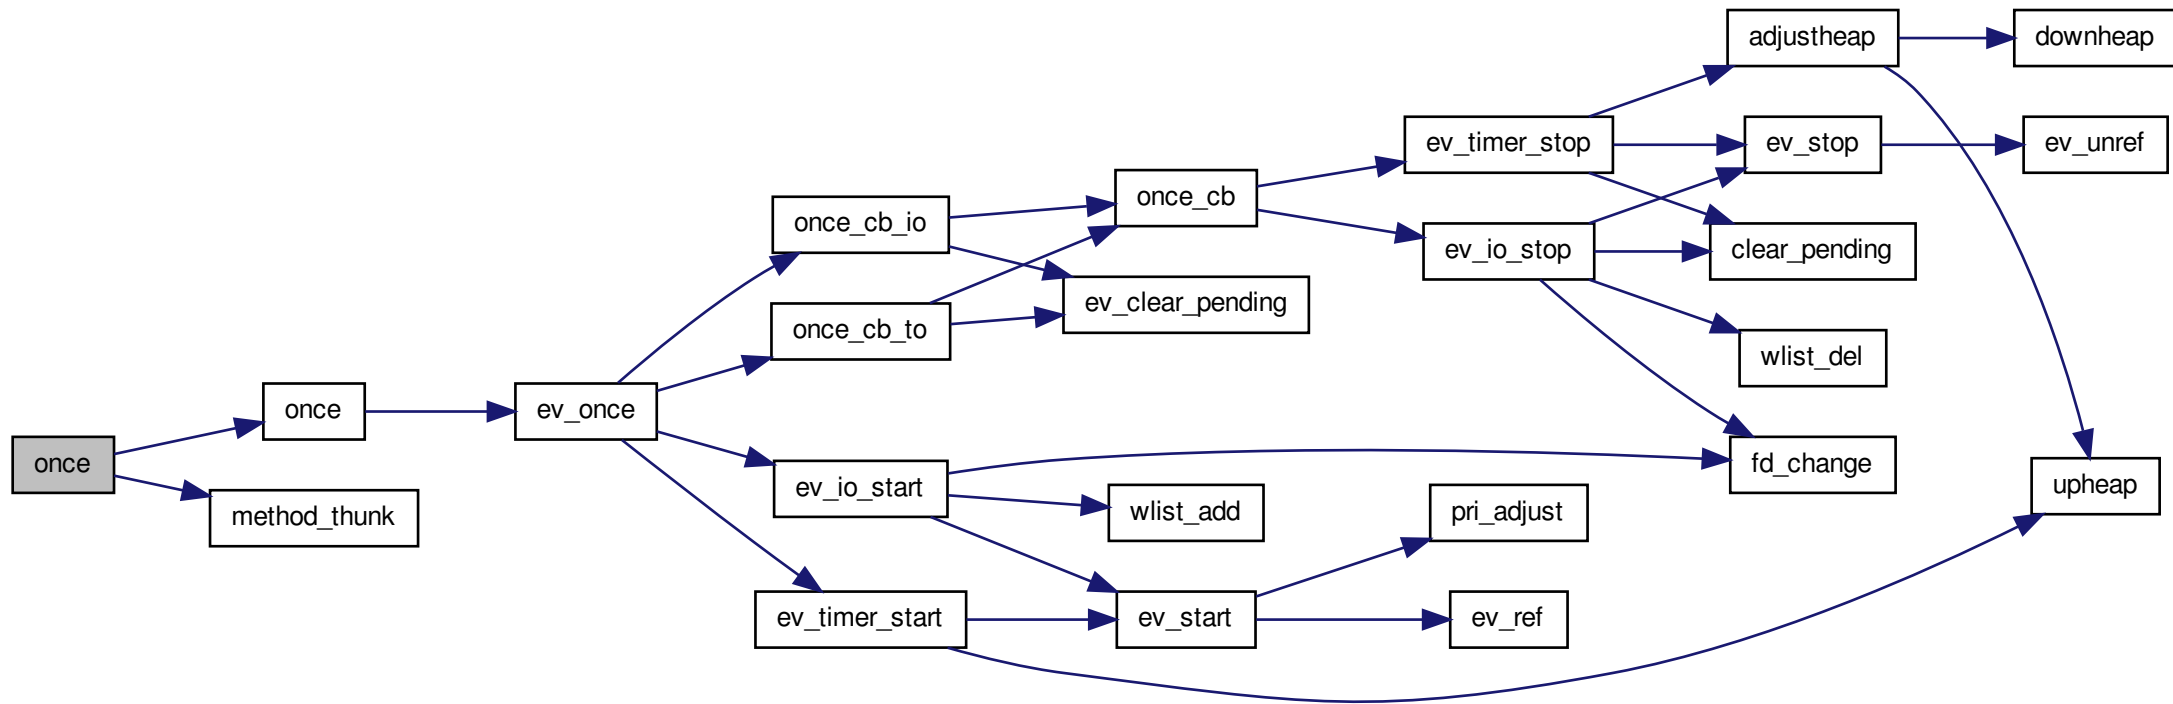 once
once
method_thunk
ev_once
once_cb_io
once_cb_to
ev_io_start
ev_timer_start
once_cb
ev_clear_pending
wlist_add
ev_start
ev_timer_stop
ev_io_stop
pri_adjust
ev_ref
adjustheap
ev_stop
clear_pending
wlist_del
fd_change
downheap
ev_unref
upheap